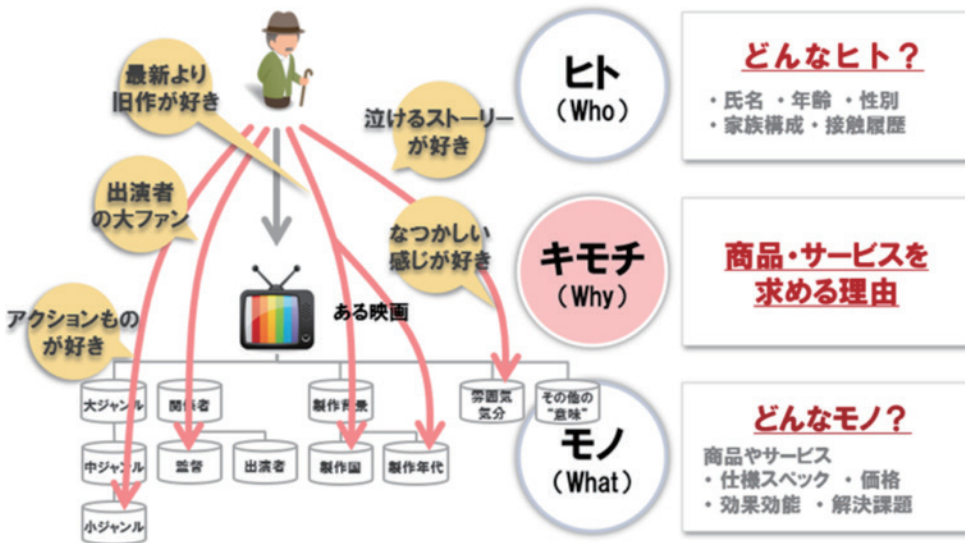 最新より
旧作が好き
泣けるストーリー
が好き
出演者
の大ファン
なつかしい
感じが好き
アクションもの
が好き
ある映画
大ジャンル
関係者
製作背景
雰囲気
気分
その他の
“意味”
中ジャンル
監督
出演者
製作国
製作年代
小ジャンル
ヒト
(Who)
どんなヒト？
・氏名 ・年齢 ・性別
・家族構成・接触履歴
キモチ
(Why)
商品・サービスを
求める理由
モノ
(What)
どんなモノ？
商品やサービス
・仕様スペック ・価格
・効果効能 ・解決課題